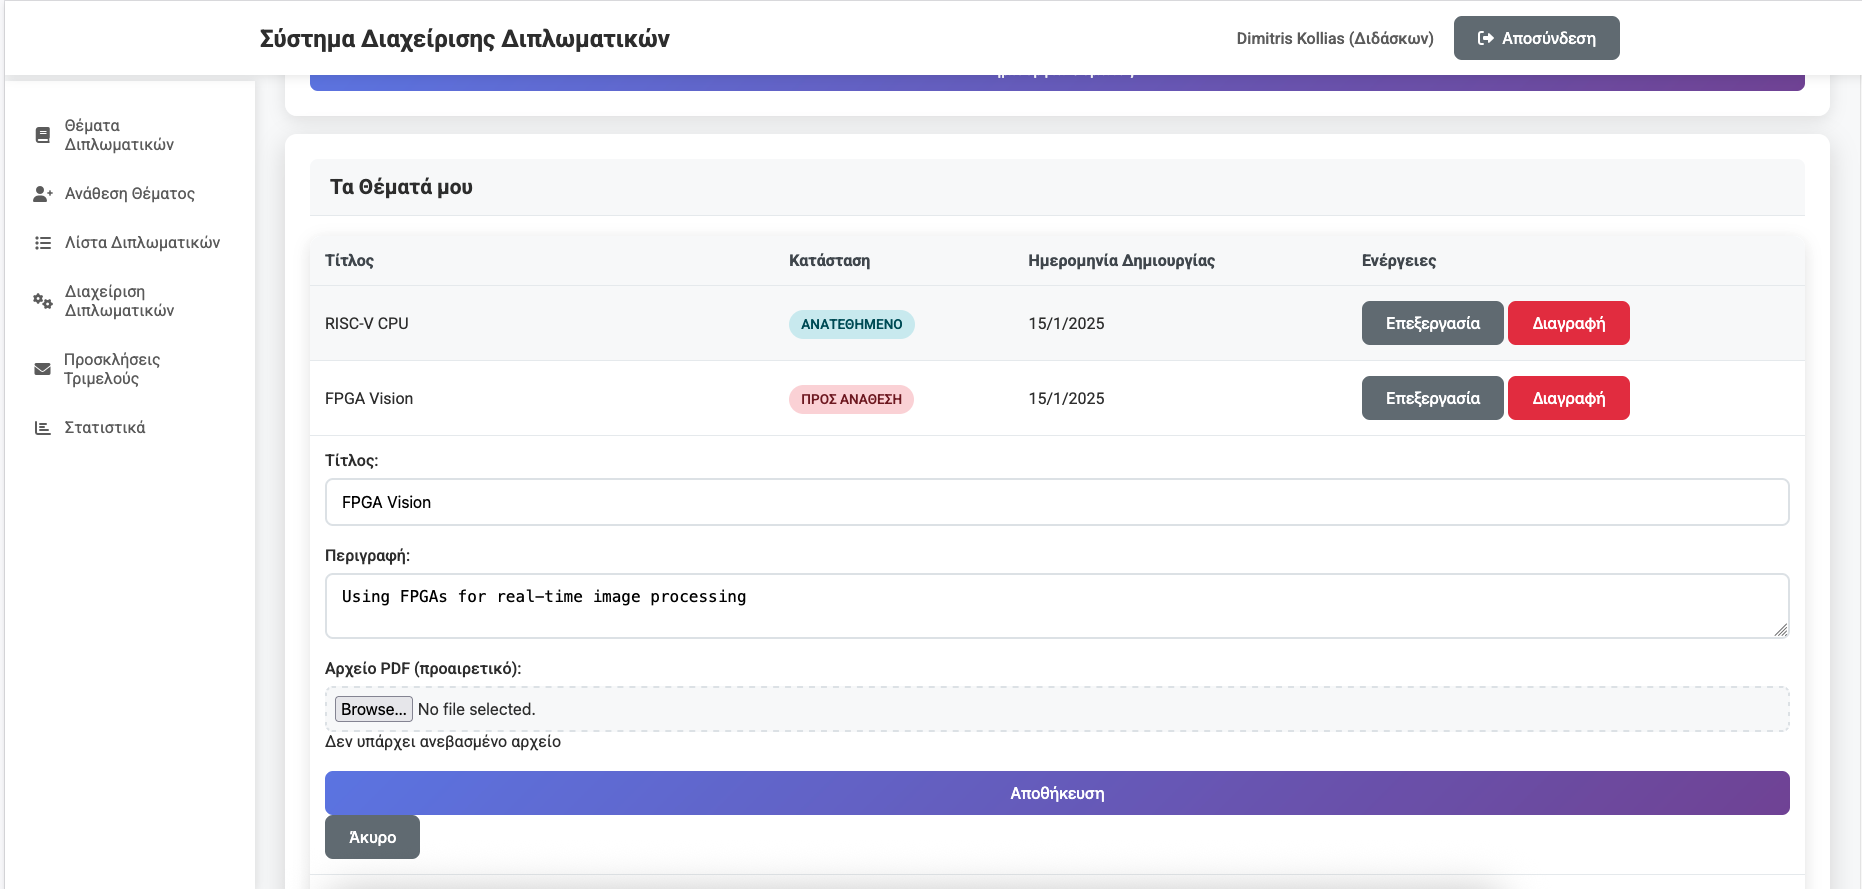 Σύστημα Διαχείρισης Διπλωματικών
Dimitris Kollias (Διδάσκων)
Αποσύνδεση
Θέματα
Διπλωματικών
Ανάθεση Θέματος
Λίστα Διπλωματικών
Διαχείριση
Διπλωματικών
Προσκλήσεις
Τριμελούς
Στατιστικά
Τα Θέματά μου
Τίτλος Κατάσταση Ημερομηνία Δημιουργίας Ενέργειες
RISC-V CPU ΑΝΑΤΕΘΗΜΕΝΟ 15/1/2025 Επεξεργασία Διαγραφή
FPGA Vision ΠΡΟΣ ΑΝΑΘΕΣΗ 15/1/2025 Επεξεργασία Διαγραφή
Τίτλος:
FPGA Vision
Περιγραφή:
Using FPGAs for real-time image processing
Αρχείο PDF (προαιρετικό):
Browse... No file selected.
Δεν υπάρχει ανεβασμένο αρχείο
Αποθήκευση
Άκυρο